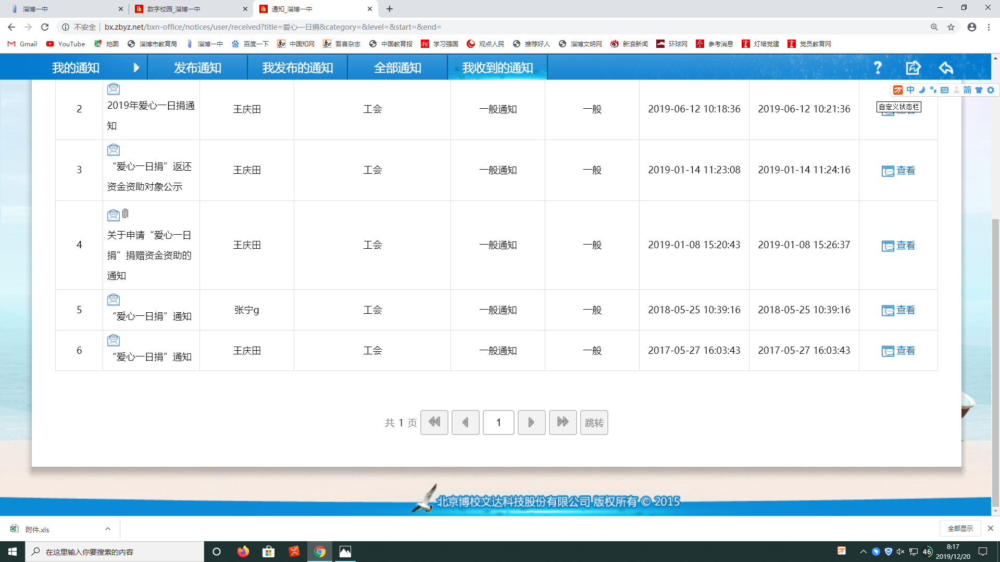 淄博一中
数字校园_淄博一中
通知_淄博一中
不安全
bx.zbyz.net/bxn-office/notices/user/received?title=爱心一日捐&category=&level=&start=&end=
Gmail
YouTube
地图
淄博市教育局
淄博一中
百度一下
中国知网
吾喜杂志
中国教育报
学习强国
观点人民
推荐好人
淄博文明网
新浪新闻
环球网
参考消息
灯塔党建
党员教育网
我的通知
发布通知
我发布的通知
全部通知
我收到的通知
中
简
自定义状态栏
2
2019年爱心一日捐通
知
王庆田
工会
一般通知
一般
2019-06-12 10:18:36
2019-06-12 10:21:36
3
“爱心一日捐”返还
资金资助对象公示
王庆田
工会
一般通知
一般
2019-01-14 11:23:08
2019-01-14 11:24:16
查看
4
关于申请“爱心一日
捐”捐赠资金资助的
通知
王庆田
工会
一般通知
一般
2019-01-08 15:20:43
2019-01-08 15:26:37
查看
5
“爱心一日捐”通知
张宁g
工会
一般通知
一般
2018-05-25 10:39:16
2018-05-25 10:39:16
查看
6
“爱心一日捐”通知
王庆田
工会
一般通知
一般
2017-05-27 16:03:43
2017-05-27 16:03:43
查看
共 1 页
1
跳转
北京博校文达科技股份有限公司 版权所有 © 2015
附件.xls
全部显示
在这里输入你要搜索的内容
46
8:17
2019/12/20